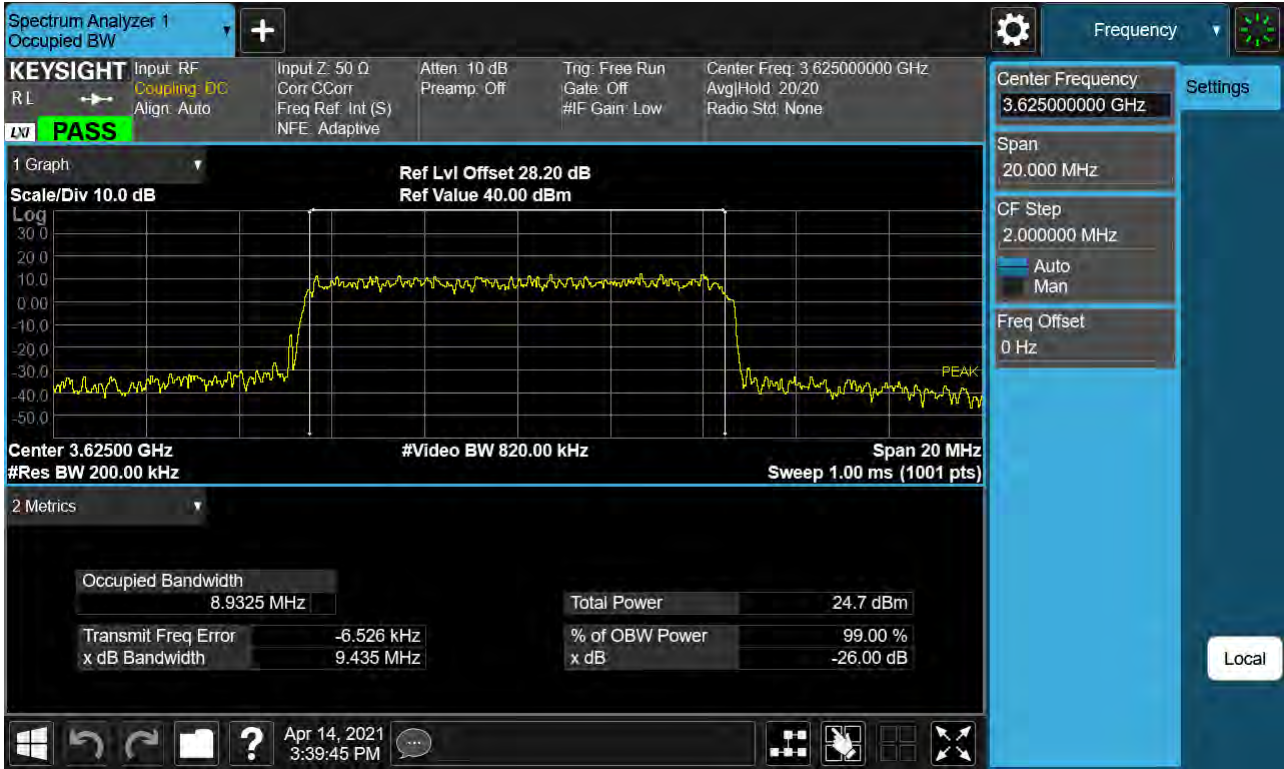 Spectrum Analyzer 1
Occupied BW
Frequency
KEYSIGHT
RL
LXI PASS
Input: RF
Coupling: DC
Align: Auto
Input Z: 50 Ω
Corr CCorr
Freq Ref: Int (S)
NFE: Adaptive
Atten: 10 dB
Preamp: Off
Trig: Free Run
Gate: Off
#IF Gain: Low
Center Freq: 3.625000000 GHz
Avg|Hold: 20/20
Radio Std: None
1 Graph
Scale/Div 10.0 dB
Ref Lvl Offset 28.20 dB
Ref Value 40.00 dBm
Log
30.0
20.0
10.0
0.00
-10.0
-20.0
-30.0
-40.0
-50.0
PEAK
Center 3.62500 GHz
#Video BW 820.00 kHz
Span 20 MHz
#Res BW 200.00 kHz
Sweep 1.00 ms (1001 pts)
2 Metrics
Occupied Bandwidth
8.9325 MHz
Total Power 24.7 dBm
Transmit Freq Error -6.526 kHz
% of OBW Power 99.00 %
x dB Bandwidth 9.435 MHz
x dB -26.00 dB
Center Frequency
3.625000000 GHz
Settings
Span
20.000 MHz
CF Step
2.000000 MHz
Auto
Man
Freq Offset
0 Hz
Local
?
Apr 14, 2021
3:39:45 PM